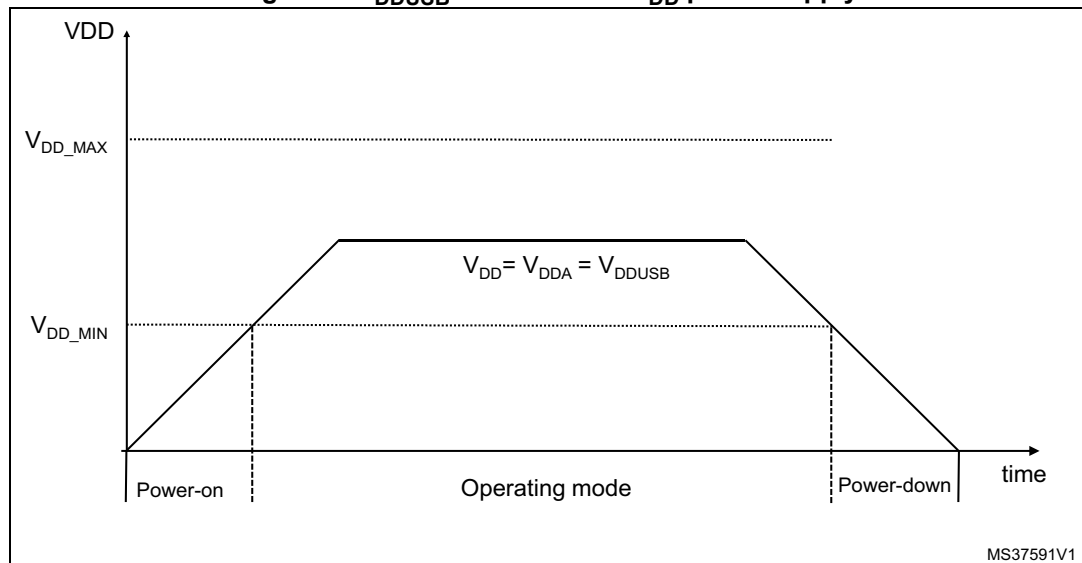 VDD
V_DD_MAX
V_DD = V_DDA = V_DDUSB
V_DD_MIN
time
Power-on
Operating mode
Power-down
MS37591V1